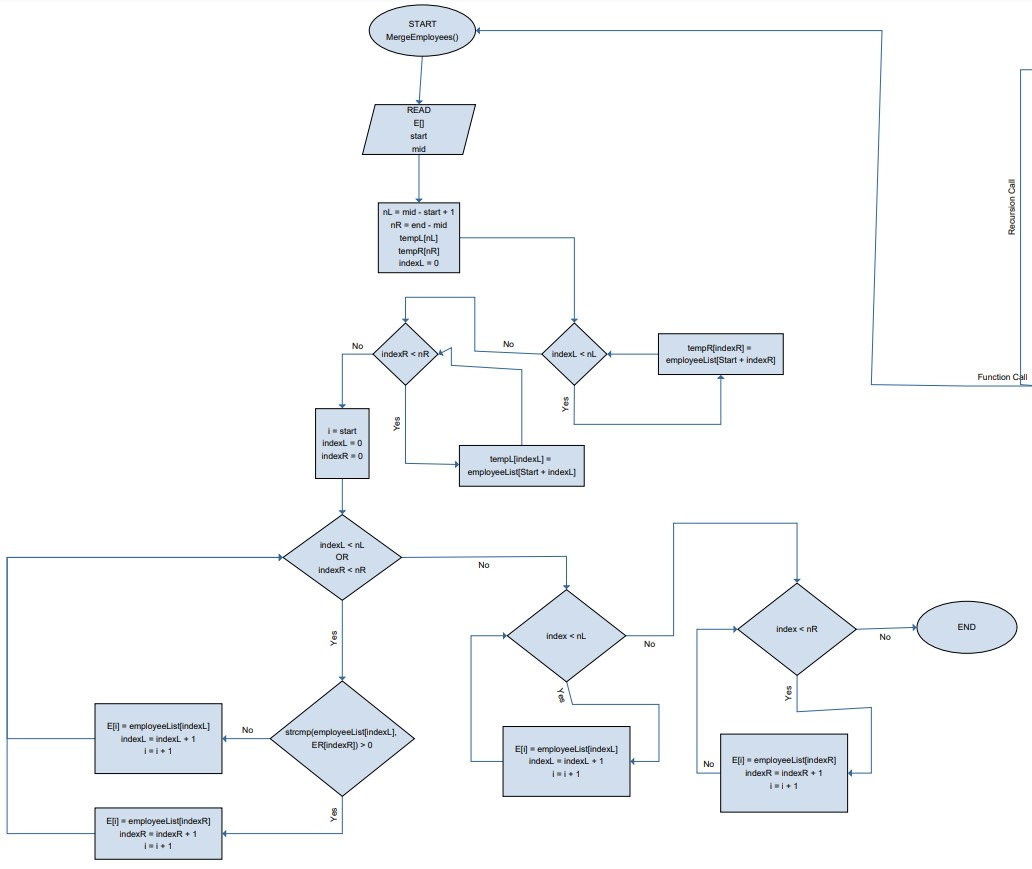 START
MergeEmployees()
READ
E[]
start
mid
nL = mid - start + 1
nR = end - mid
tempL[nL]
tempR[nR]
indexL = 0
Recursion Call
indexR < nR
No
Yes
No
indexL < nL
Yes
tempR[indexR] =
employeeList[Start + indexR]
Function Call
i = start
indexL = 0
indexR = 0
tempL[indexL] =
employeeList[Start + indexL]
indexL < nL
OR
indexR < nR
No
Yes
index < nL
No
Yes
index < nR
No
Yes
END
strcmp(employeeList[indexL],
ER[indexR]) > 0
No
Yes
E[i] = employeeList[indexL]
indexL = indexL + 1
i = i + 1
E[i] = employeeList[indexR]
indexR = indexR + 1
i = i + 1
E[i] = employeeList[indexL]
indexL = indexL + 1
i = i + 1
No
E[i] = employeeList[indexR]
indexR = indexR + 1
i = i + 1